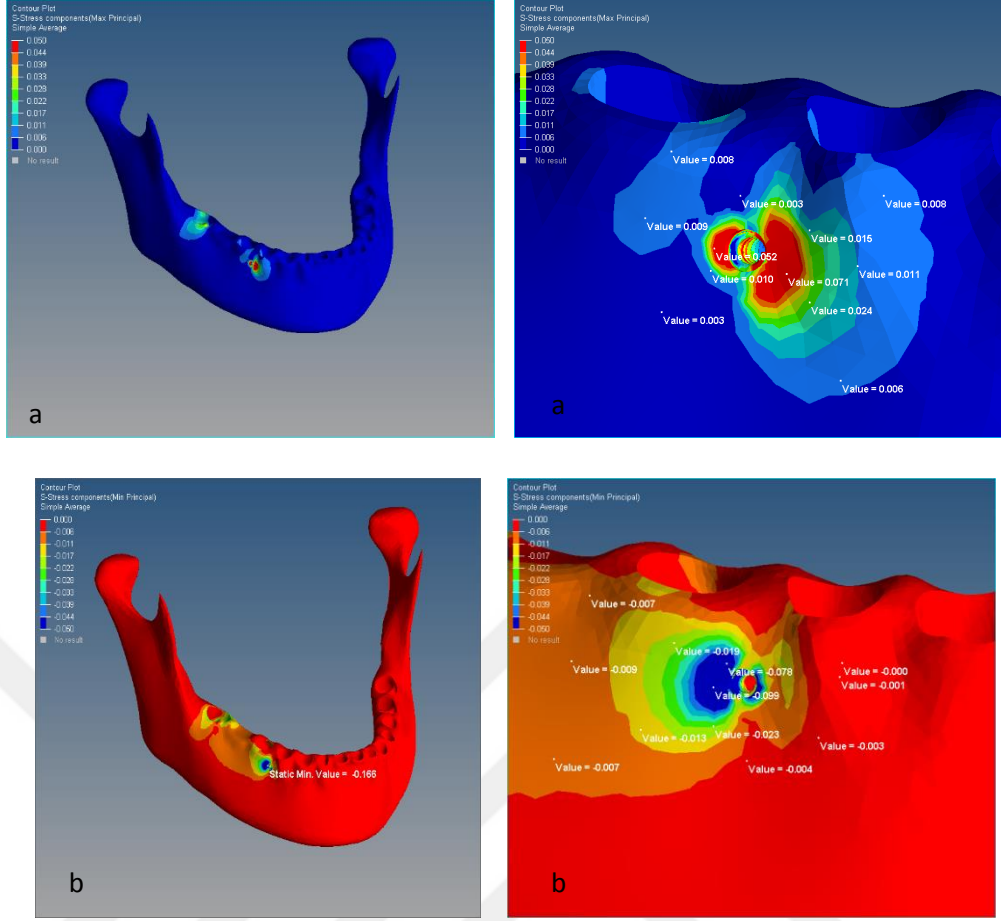 Contour Plot
S-Stress components(Max Principal)
Simple Average
0.050
0.044
0.039
0.033
0.028
0.022
0.017
0.011
0.006
0.000
No result
a
Contour Plot
S-Stress components(Max Principal)
Simple Average
0.050
0.044
0.039
0.033
0.028
0.022
0.017
0.011
0.006
0.000
No result
Value = 0.008
Value = 0.003
Value = 0.008
Value = 0.009
Value = 0.015
Value = 0.052
Value = 0.010
Value = 0.071
Value = 0.011
Value = 0.003
Value = 0.024
Value = 0.006
a
Contour Plot
S-Stress components(Min Principal)
Simple Average
0.000
-0.006
-0.011
-0.017
-0.022
-0.028
-0.033
-0.039
-0.044
-0.050
No result
Static Min. Value = -0.166
b
Contour Plot
S-Stress components(Min Principal)
Simple Average
0.000
-0.006
-0.011
-0.017
-0.022
-0.028
-0.033
-0.039
-0.044
-0.050
No result
Value = -0.007
Value = -0.019
Value = -0.009
Value = -0.078
Value = -0.000
Value = -0.001
Value = -0.099
Value = -0.013
Value = -0.023
Value = -0.003
Value = -0.007
Value = -0.004
b